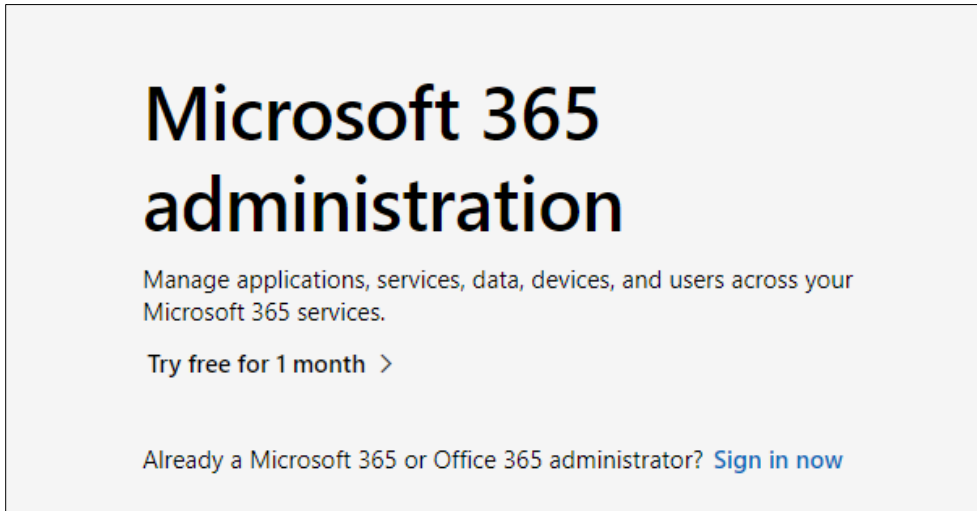 Microsoft 365
administration
Manage applications, services, data, devices, and users across your
Microsoft 365 services.
Try free for 1 month >
Already a Microsoft 365 or Office 365 administrator? Sign in now